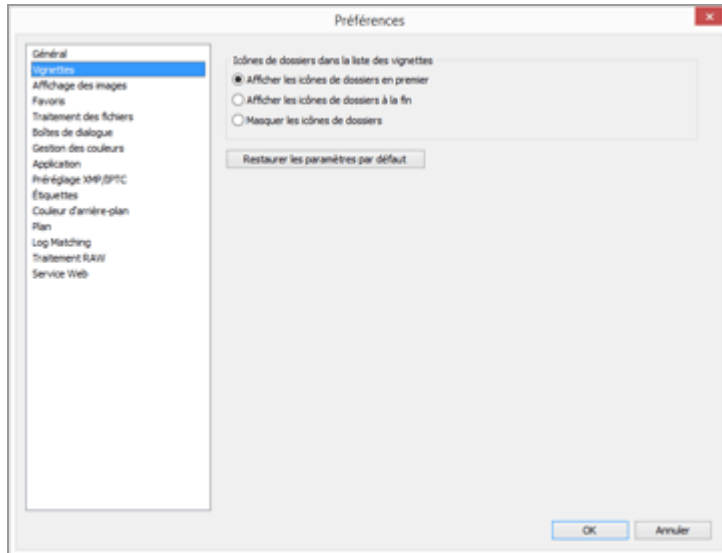 Préférences
Général
Vignettes
Affichage des images
Favoris
Traitement des fichiers
Boîtes de dialogue
Gestion des couleurs
Application
Préréglage XMP/IPTC
Étiquettes
Couleur d'arrière-plan
Plan
Log Matching
Traitement RAW
Service Web
Icônes de dossiers dans la liste des vignettes
Afficher les icônes de dossiers en premier
Afficher les icônes de dossiers à la fin
Masquer les icônes de dossiers
Restaurer les paramètres par défaut
OK
Annuler